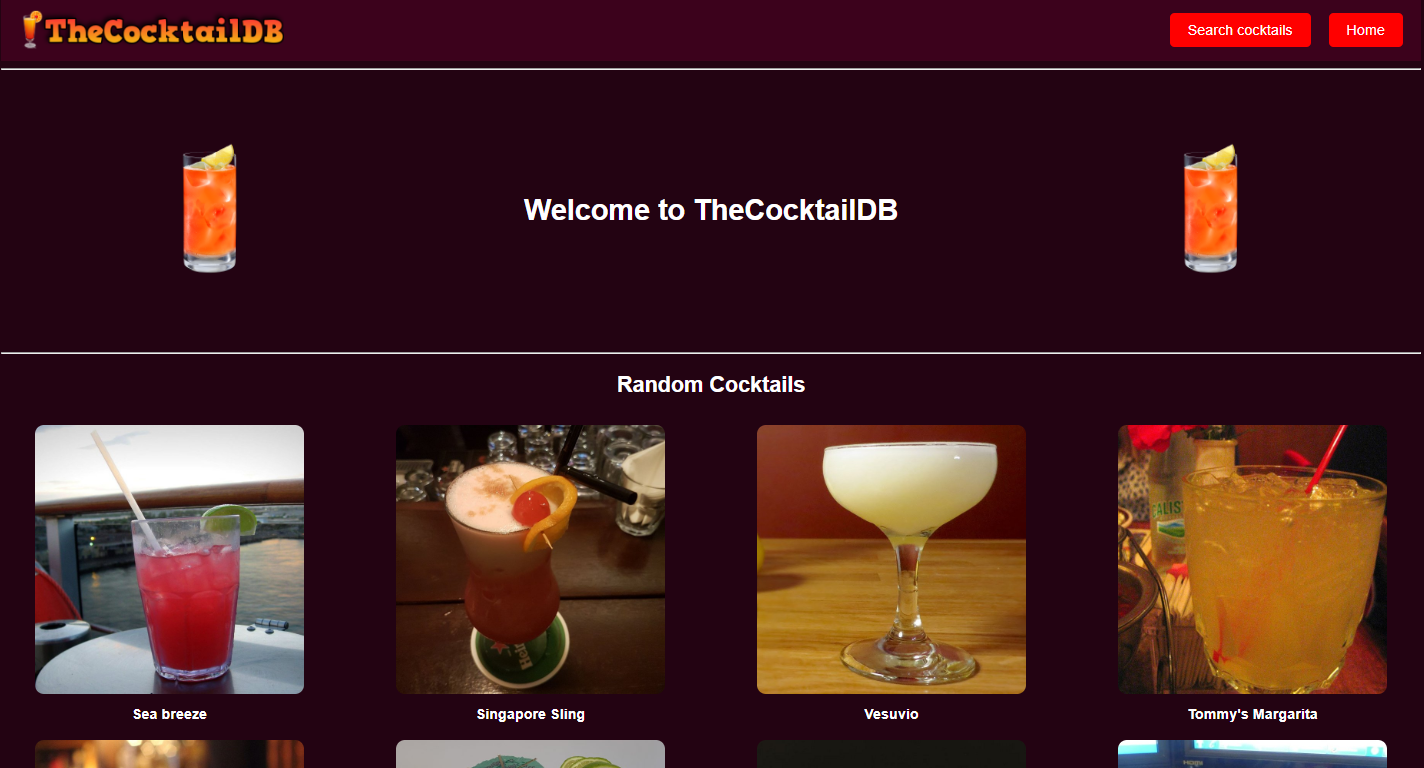 TheCocktailDB
Search cocktails
Home
Welcome to TheCocktailDB
Random Cocktails
Sea breeze
Singapore Sling
Vesuvio
Tommy's Margarita